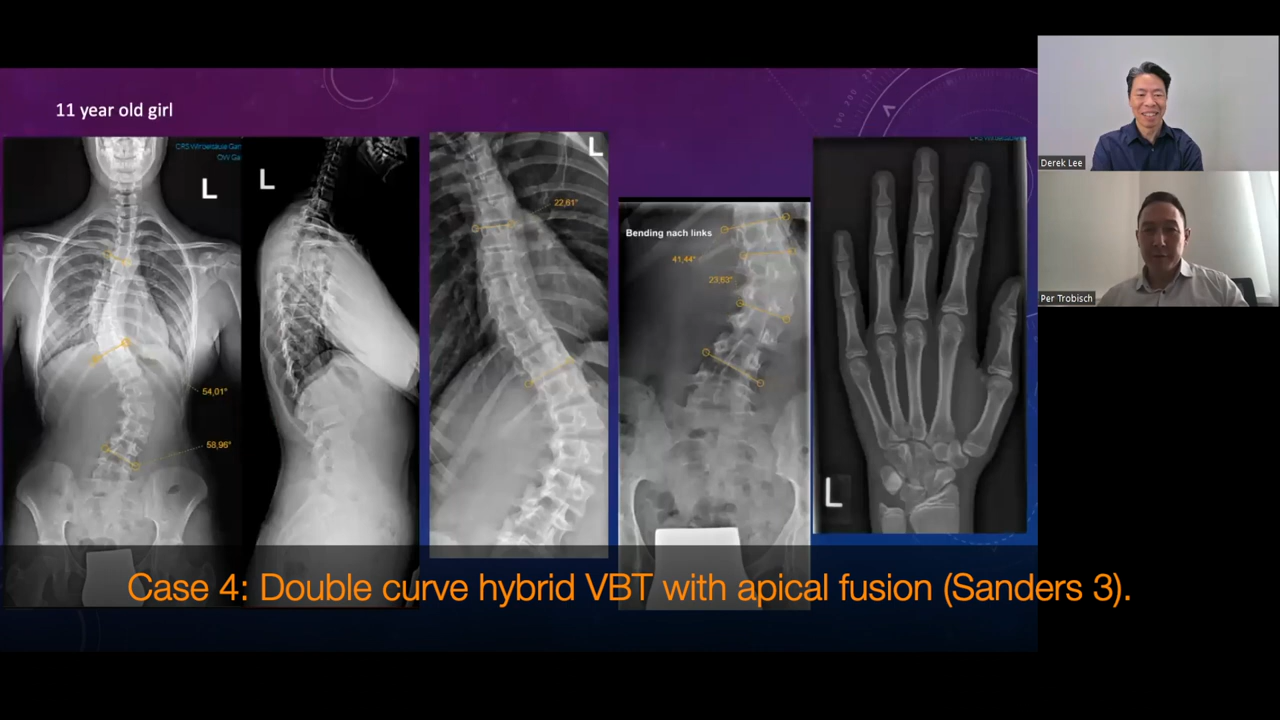 11 year old girl
L
L
L
22,81°
Bending nach links
41,44°
23,63°
54,01°
58,96°
L
Case 4: Double curve hybrid VBT with apical fusion (Sanders 3).
Derek Lee
Per Trobisch